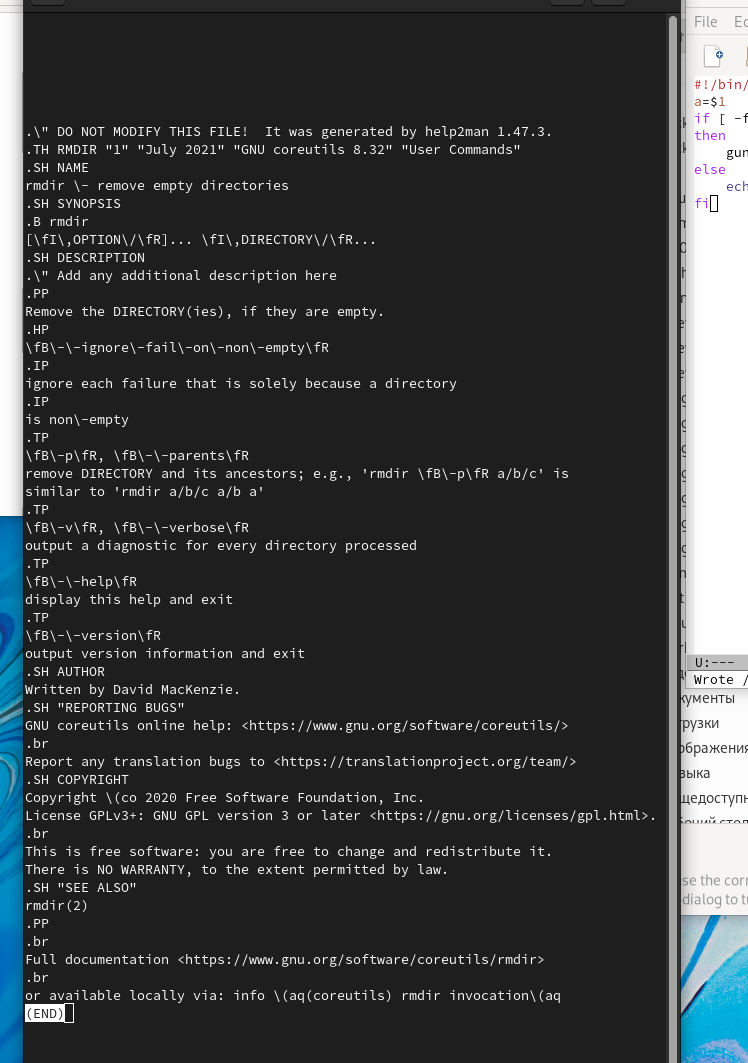 .\" DO NOT MODIFY THIS FILE!  It was generated by help2man 1.47.3.
.TH RMDIR "1" "July 2021" "GNU coreutils 8.32" "User Commands"
.SH NAME
rmdir \- remove empty directories
.SH SYNOPSIS
.B rmdir
[\fI\,OPTION\/\fR]... \fI\,DIRECTORY\/\fR...
.SH DESCRIPTION
.\" Add any additional description here
.PP
Remove the DIRECTORY(ies), if they are empty.
.HP
\fB\-\-ignore\-fail\-on\-non\-empty\fR
.IP
ignore each failure that is solely because a directory
.IP
is non\-empty
.TP
\fB\-p\fR, \fB\-\-parents\fR
remove DIRECTORY and its ancestors; e.g., 'rmdir \fB\-p\fR a/b/c' is
similar to 'rmdir a/b/c a/b a'
.TP
\fB\-v\fR, \fB\-\-verbose\fR
output a diagnostic for every directory processed
.TP
\fB\-\-help\fR
display this help and exit
.TP
\fB\-\-version\fR
output version information and exit
.SH AUTHOR
Written by David MacKenzie.
.SH "REPORTING BUGS"
GNU coreutils online help: <https://www.gnu.org/software/coreutils/>
.br
Report any translation bugs to <https://translationproject.org/team/>
.SH COPYRIGHT
Copyright \(co 2020 Free Software Foundation, Inc.
License GPLv3+: GNU GPL version 3 or later <https://gnu.org/licenses/gpl.html>.
.br
This is free software: you are free to change and redistribute it.
There is NO WARRANTY, to the extent permitted by law.
.SH "SEE ALSO"
rmdir(2)
.PP
.br
Full documentation <https://www.gnu.org/software/coreutils/rmdir>
.br
or available locally via: info \(aq(coreutils) rmdir invocation\(aq
(END)
File
#!/bin/
a=$1
if [ -f
then
gun
else
ech
fi
U:---
Wrote /
кументы
грузки
ображения
зыка
щедоступн
se the corr
dialog to tu